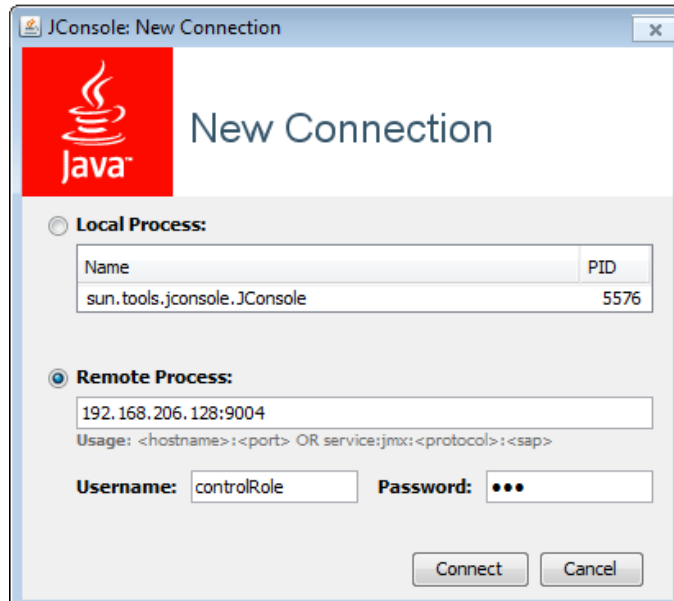 JConsole: New Connection
Java™
New Connection
Local Process:
Name PID
sun.tools.jconsole.JConsole 5576
Remote Process:
192.168.206.128:9004
Usage: <hostname>:<port> OR service:jmx:<protocol>:<sap>
Username: controlRole Password: •••
Connect Cancel